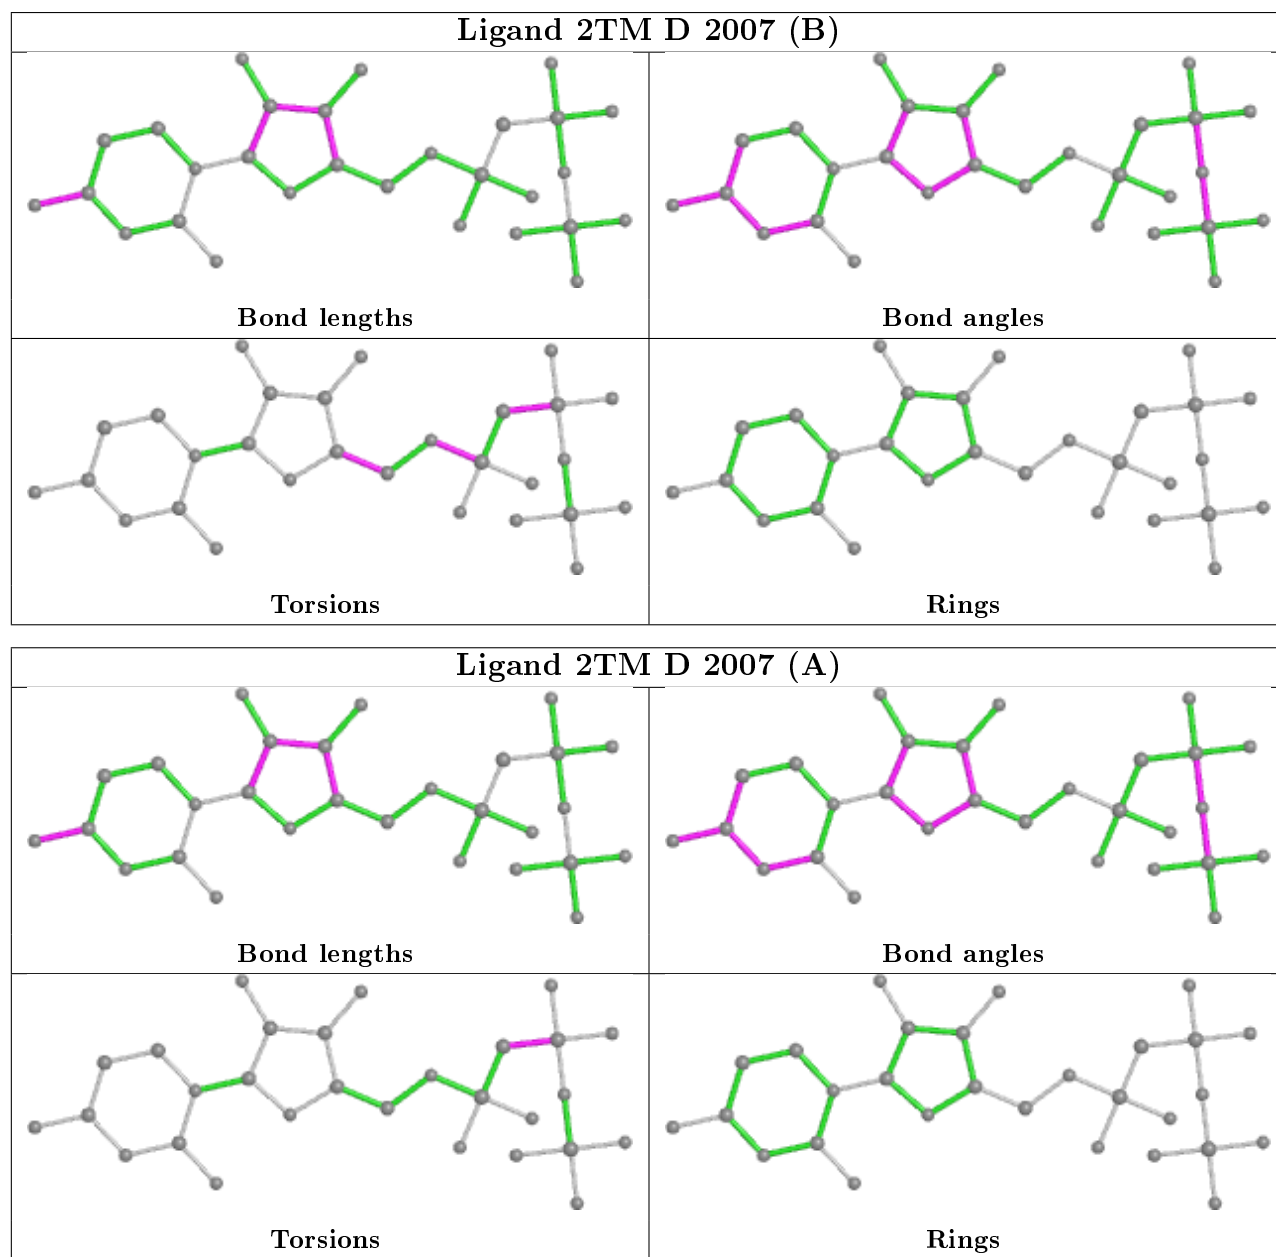 Ligand 2TM D 2007 (B)
Bond lengths
Bond angles
Torsions
Rings
Ligand 2TM D 2007 (A)
Bond lengths
Bond angles
Torsions
Rings